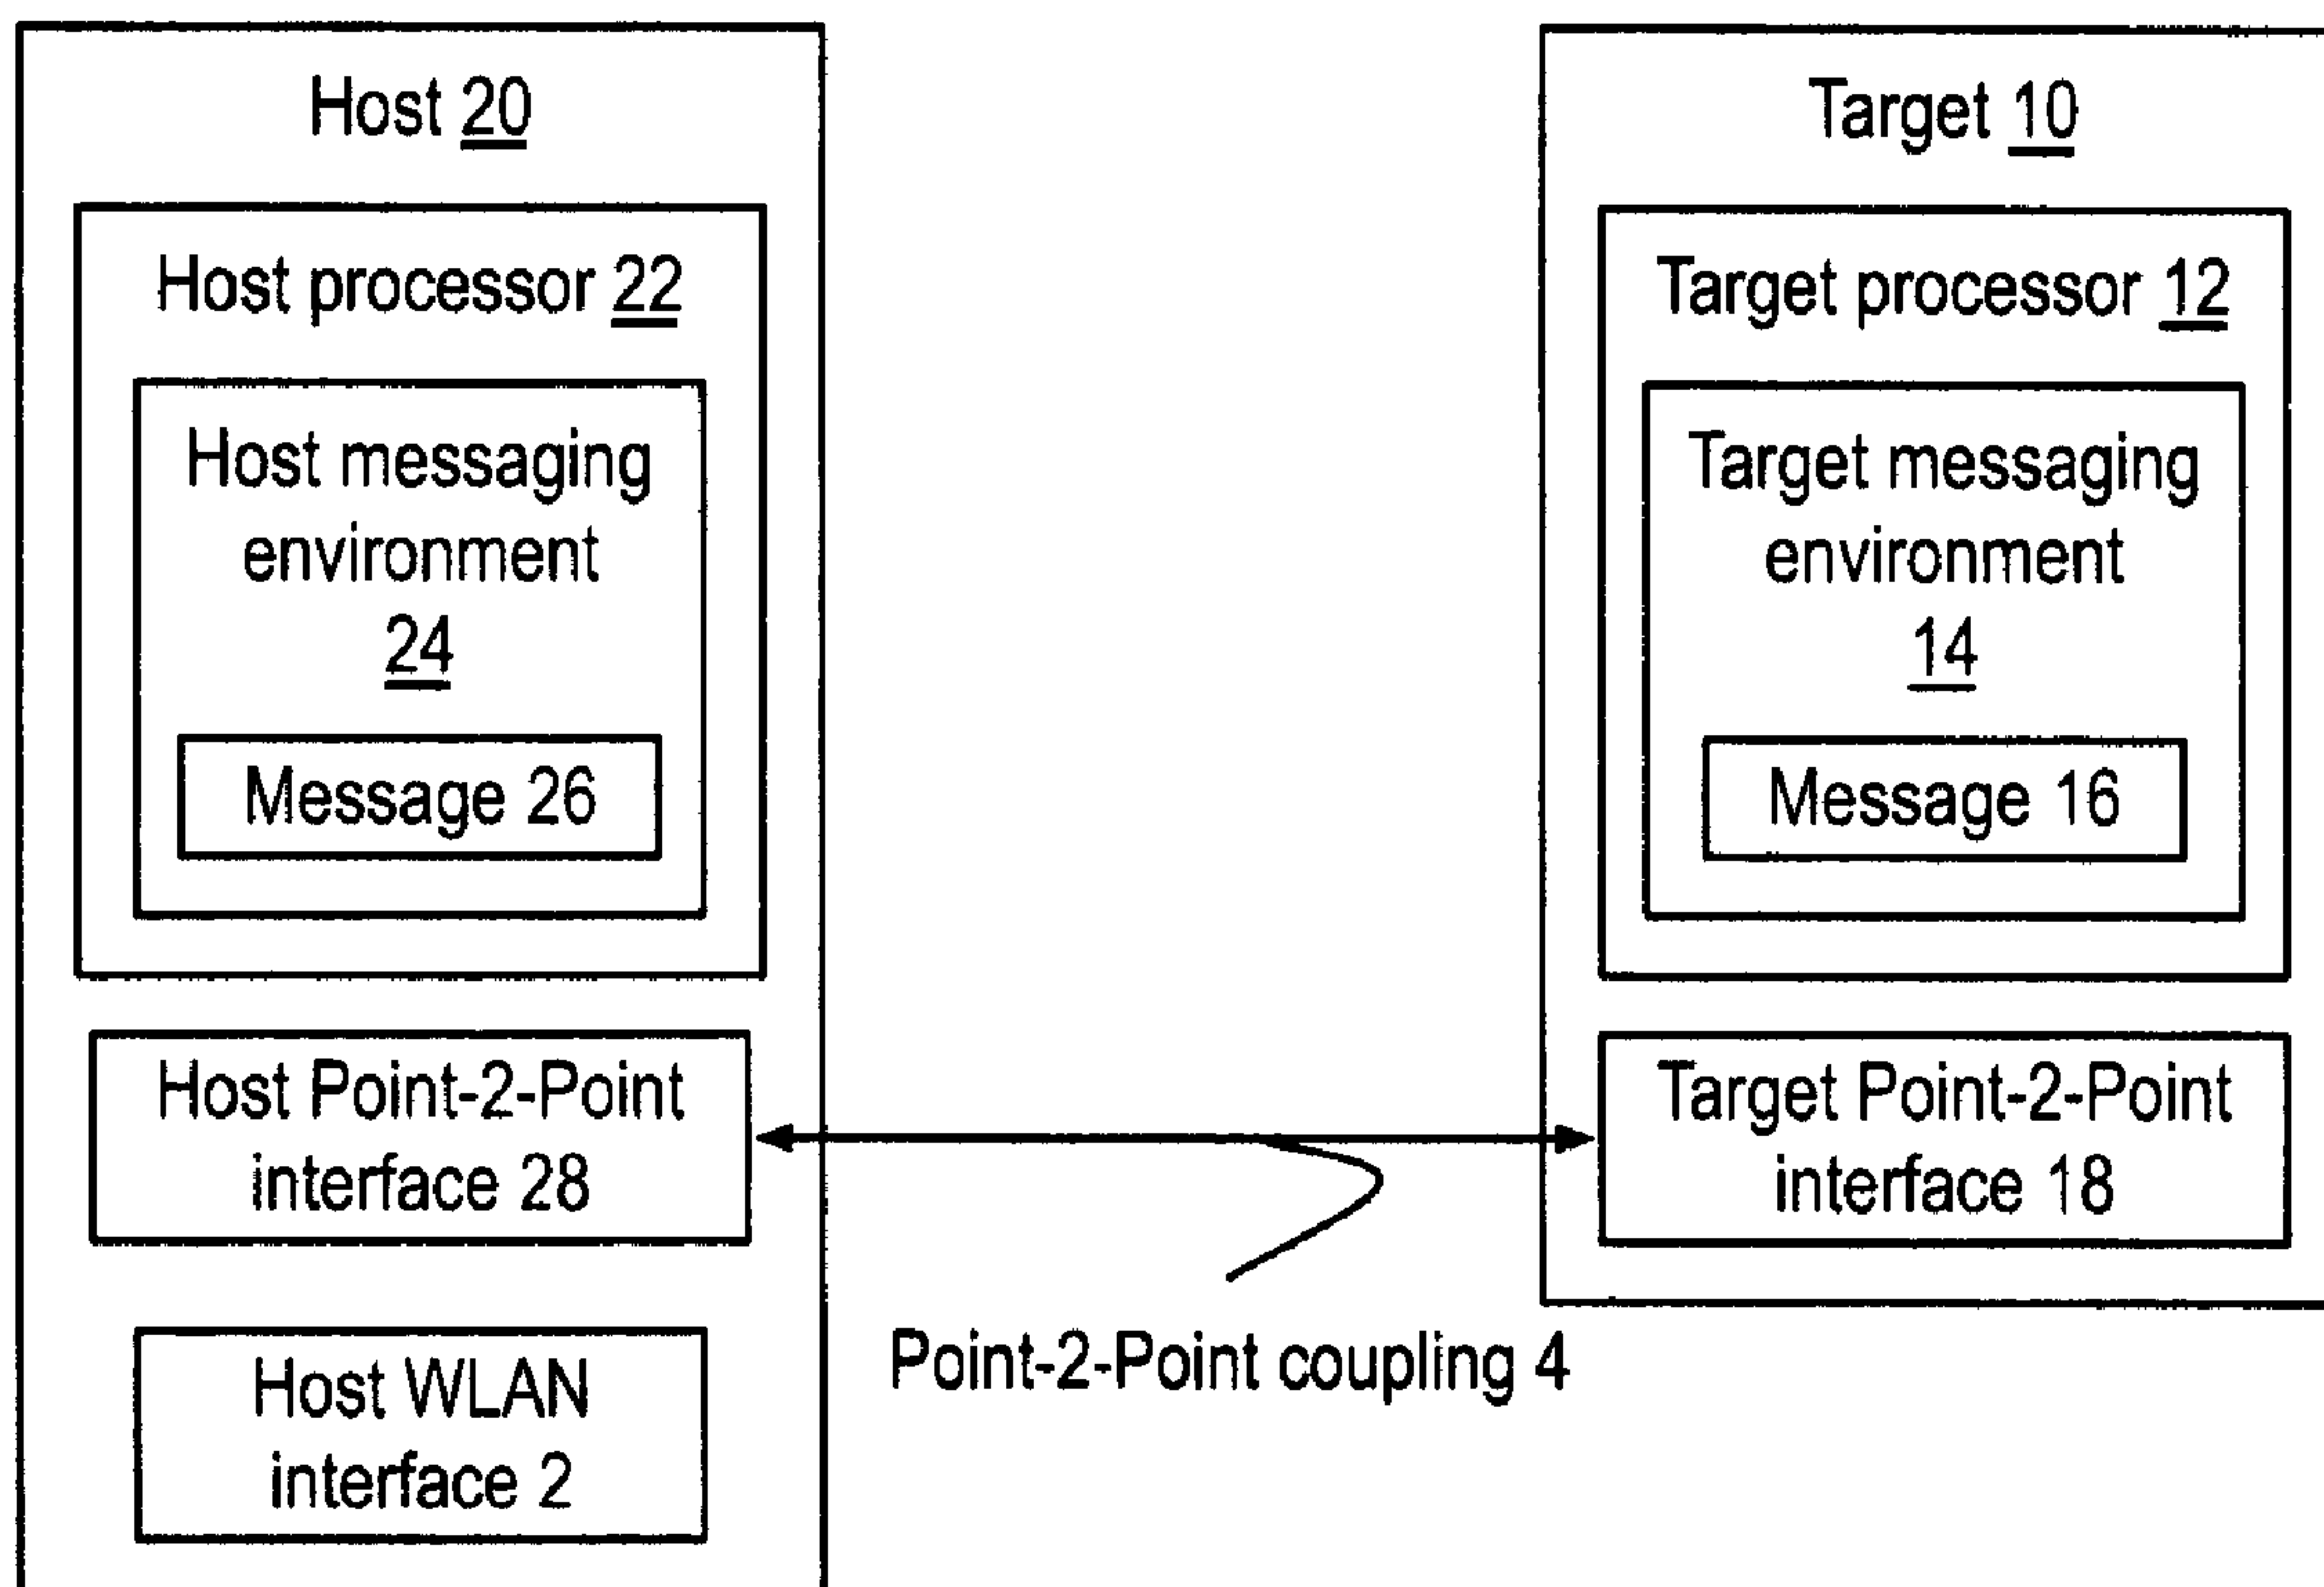 Host 20
Host processor 22
Host messaging
environment
24
Message 26
Host Point-2-Point
interface 28
Host WLAN
interface 2
Point-2-Point coupling 4
Target 10
Target processor 12
Target messaging
environment
14
Message 16
Target Point-2-Point
interface 18